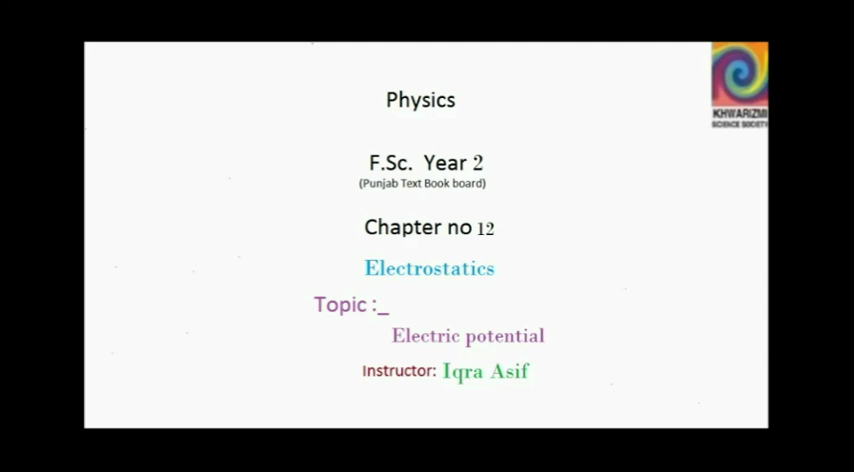 KHWARIZMI
SCIENCE SOCIETY
Physics
F.Sc. Year 2
(Punjab Text Book board)
Chapter no 12
Electrostatics
Topic :_
Electric potential
Instructor: Iqra Asif